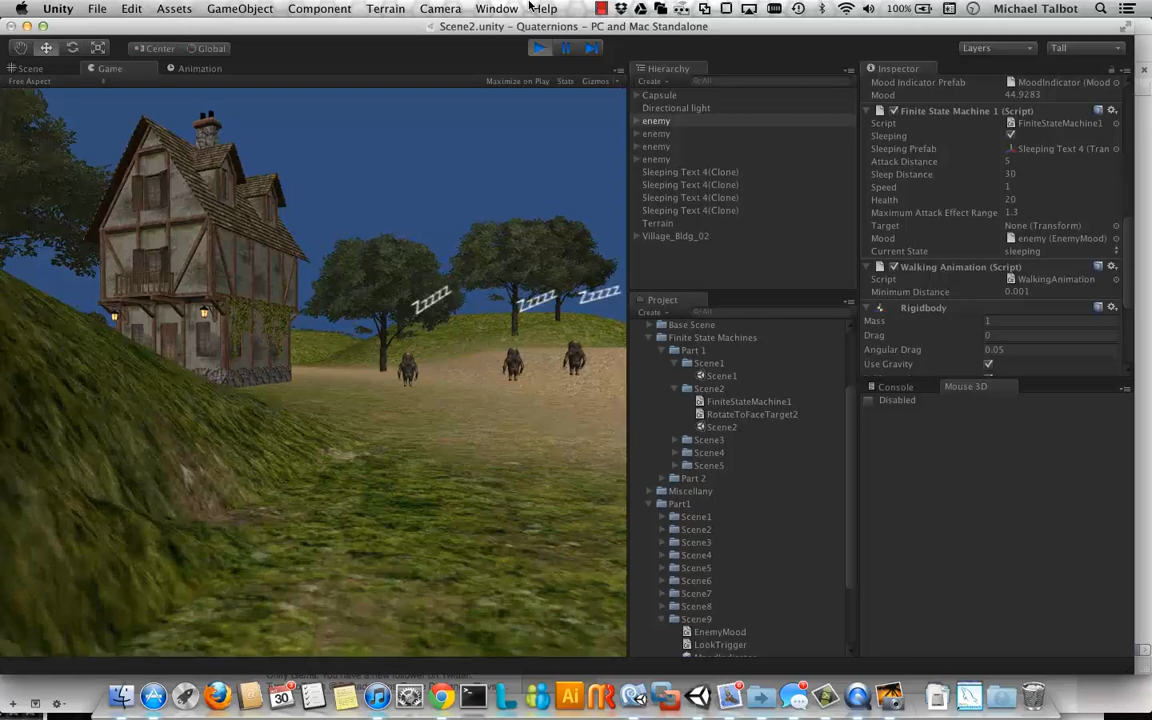 Unity File Edit Assets GameObject Component Terrain Camera Window Help 100% Michael Talbot
Scene2.unity - Quaternions - PC and Mac Standalone
Center Global Layers Tall
Scene Game Animation
Free Aspect Maximize on Play Stats Gizmos
Hierarchy
Create All
Capsule
Directional light
enemy
enemy
enemy
enemy
Sleeping Text 4(Clone)
Sleeping Text 4(Clone)
Sleeping Text 4(Clone)
Sleeping Text 4(Clone)
Terrain
Village_Bldg_02
Project
Create All
Base Scene
Finite State Machines
Part 1
Scene1
Scene1
Scene2
FiniteStateMachine1
RotateToFaceTarget2
Scene2
Scene3
Scene4
Scene5
Part 2
Miscellany
Part1
Scene1
Scene2
Scene3
Scene4
Scene5
Scene6
Scene7
Scene8
Scene9
EnemyMood
LookTrigger
Inspector
Mood Indicator Prefab MoodIndicator (Mood
Mood 44.9283
Finite State Machine 1 (Script)
Script FiniteStateMachine1
Sleeping
Sleeping Prefab Sleeping Text 4 (Tran
Attack Distance 5
Sleep Distance 30
Speed 1
Health 20
Maximum Attack Effect Range 1.3
Target None (Transform)
Mood enemy (EnemyMood)
Current State sleeping
Walking Animation (Script)
Script WalkingAnimation
Minimum Distance 0.001
Rigidbody
Mass 1
Drag 0
Angular Drag 0.05
Use Gravity
Console Mouse 3D
Disabled
zzzzz
zzzzz
zzzzz
30